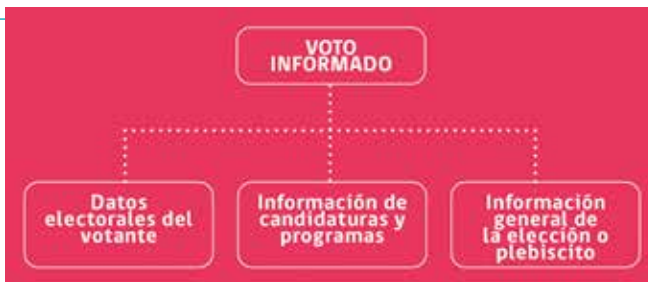 VOTO
INFORMADO
Datos
electorales del
votante
Información de
candidaturas y
programas
Información
general de
la elección o
plebiscito